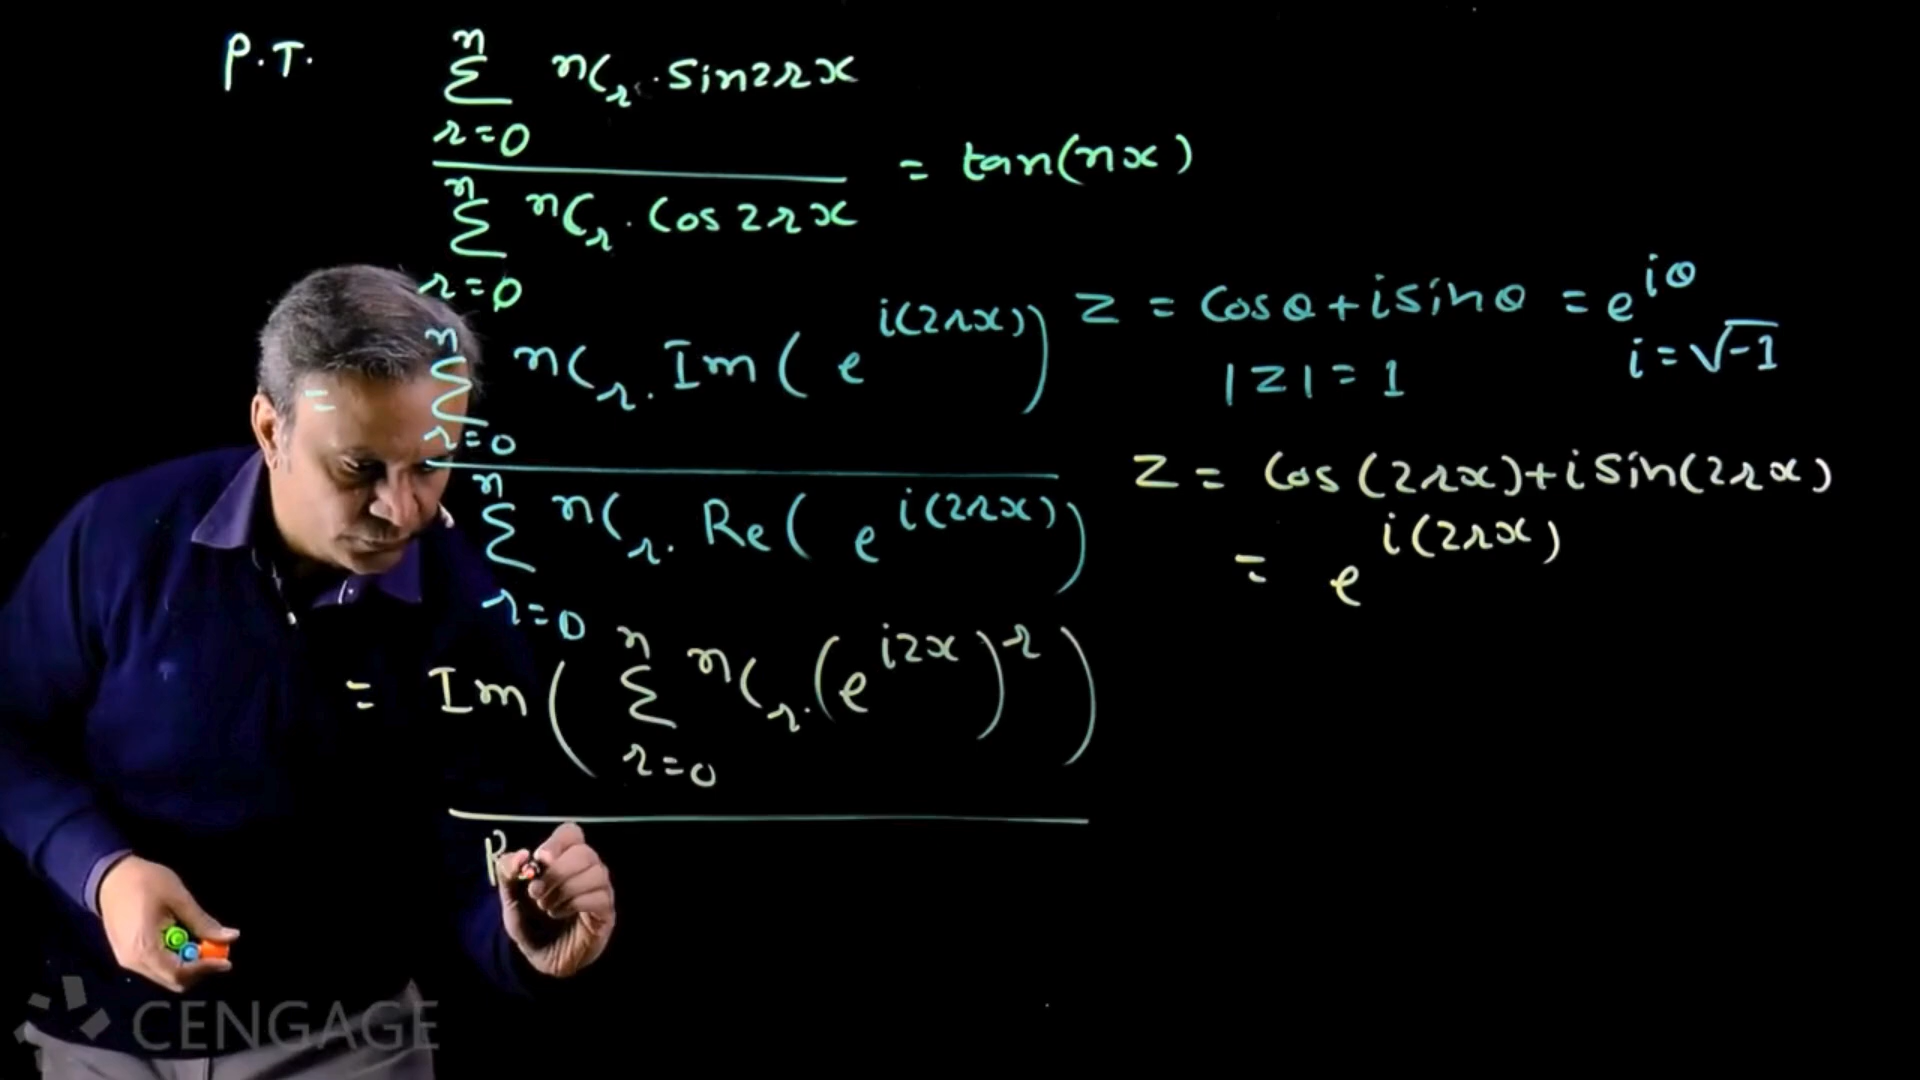 P.T. n
Σ nCr . sin2rx
r=0
= tan(nx)
n
Σ nCr . Cos2rx
r=0
n
= Σ nCr . Im( e^{i(2rx)} )
r=0
n
Σ nCr . Re( e^{i(2rx)} )
r=0
= Im( Σ nCr . (e^{i2x})^r )
n
r=0
Z = Cosθ + isinθ = e^{iθ}
|Z| = 1
i = √-1
Z = Cos(2rx)+isin(2rx)
= e^{i(2rx)}
CENGAGE